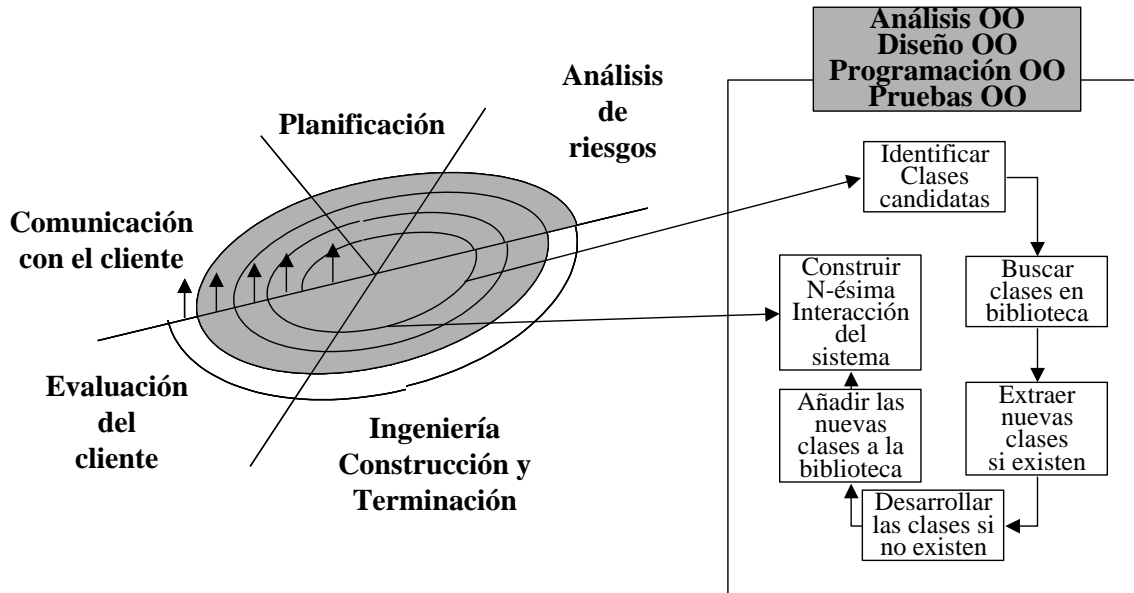 Análisis OO
Diseño OO
Programación OO
Pruebas OO
Análisis
de
riesgos
Planificación
Comunicación
con el cliente
Evaluación
del
cliente
Ingeniería
Construcción y
Terminación
Identificar
Clases
candidatas
Buscar
clases en
biblioteca
Extraer
nuevas
clases
si existen
Desarrollar
las clases si
no existen
Añadir las
nuevas
clases a la
biblioteca
Construir
N-ésima
Interacción
del
sistema